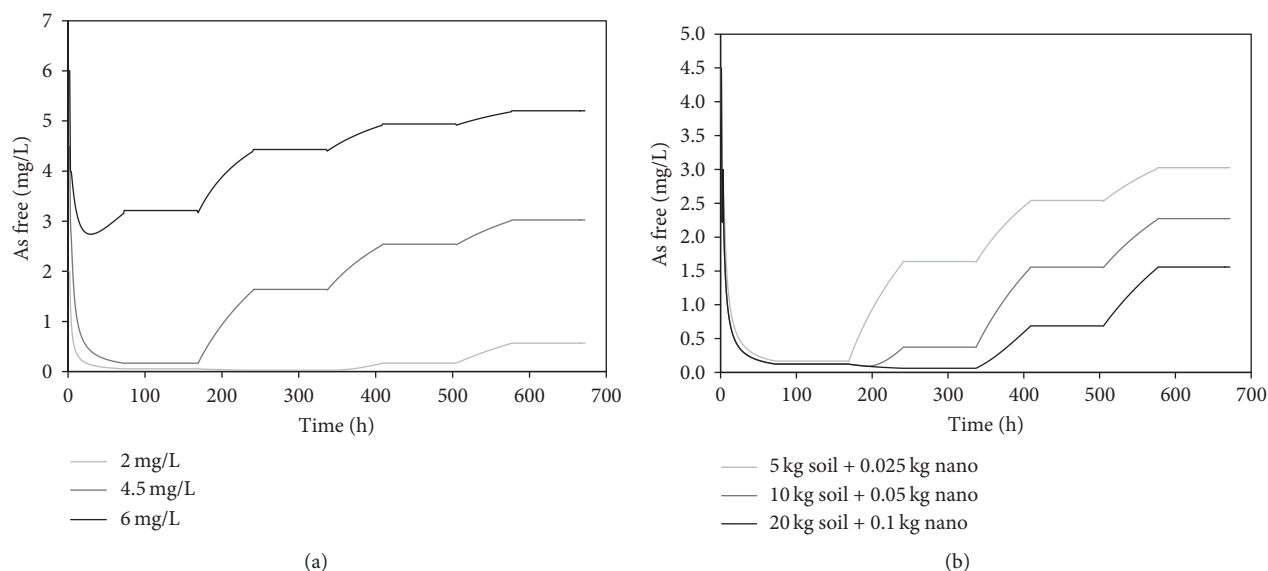 7
6
5
4
3
2
1
0
As free (mg/L)
0 100 200 300 400 500 600 700
Time (h)
2 mg/L
4.5 mg/L
6 mg/L
(a)
5.0
4.5
4.0
3.5
3.0
2.5
2.0
1.5
1.0
0.5
0.0
As free (mg/L)
0 100 200 300 400 500 600 700
Time (h)
5 kg soil + 0.025 kg nano
10 kg soil + 0.05 kg nano
20 kg soil + 0.1 kg nano
(b)